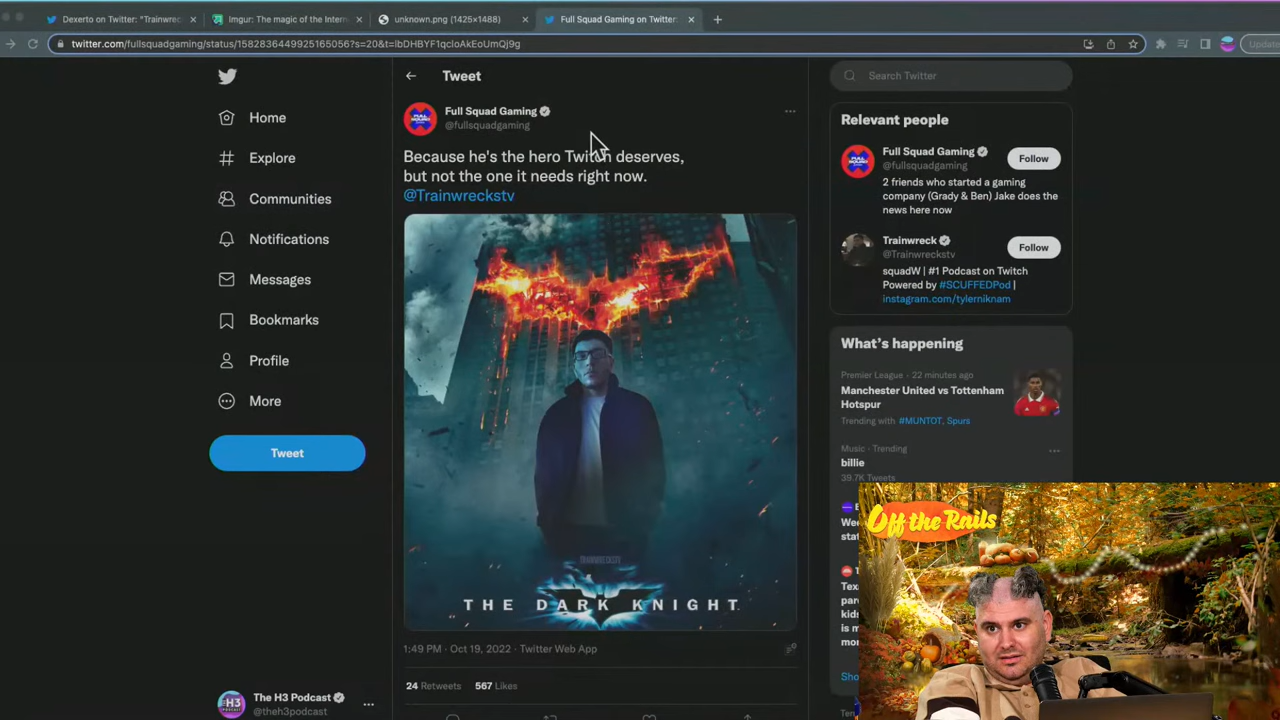 Dexerto on Twitter: "Trainwrec
Imgur: The magic of the Intern
unknown.png (1425×1488)
Full Squad Gaming on Twitter:
twitter.com/fullsquadgaming/status/1582836449925165056?s=20&t=lbDHBYF1qcloAkEoUmQj9g
Update
Home
Explore
Communities
Notifications
Messages
Bookmarks
Profile
More
Tweet
The H3 Podcast
@theh3podcast
Tweet
Full Squad Gaming
@fullsquadgaming
Because he's the hero Twitch deserves,
but not the one it needs right now.
@Trainwreckstv
TRAINWRECKSTV
THE DARK KNIGHT
1:49 PM · Oct 19, 2022 · Twitter Web App
24 Retweets 567 Likes
Search Twitter
Relevant people
Full Squad Gaming
@fullsquadgaming
Follow
2 friends who started a gaming
company (Grady & Ben) Jake does the
news here now
Trainwreck
@Trainwreckstv
Follow
squadW | #1 Podcast on Twitch
Powered by #SCUFFEDPod |
instagram.com/tylerniknam
What's happening
Premier League · 22 minutes ago
Manchester United vs Tottenham
Hotspur
Trending with #MUNTOT, Spurs
Music · Trending
billie
39.7K Tweets
Off the Rails